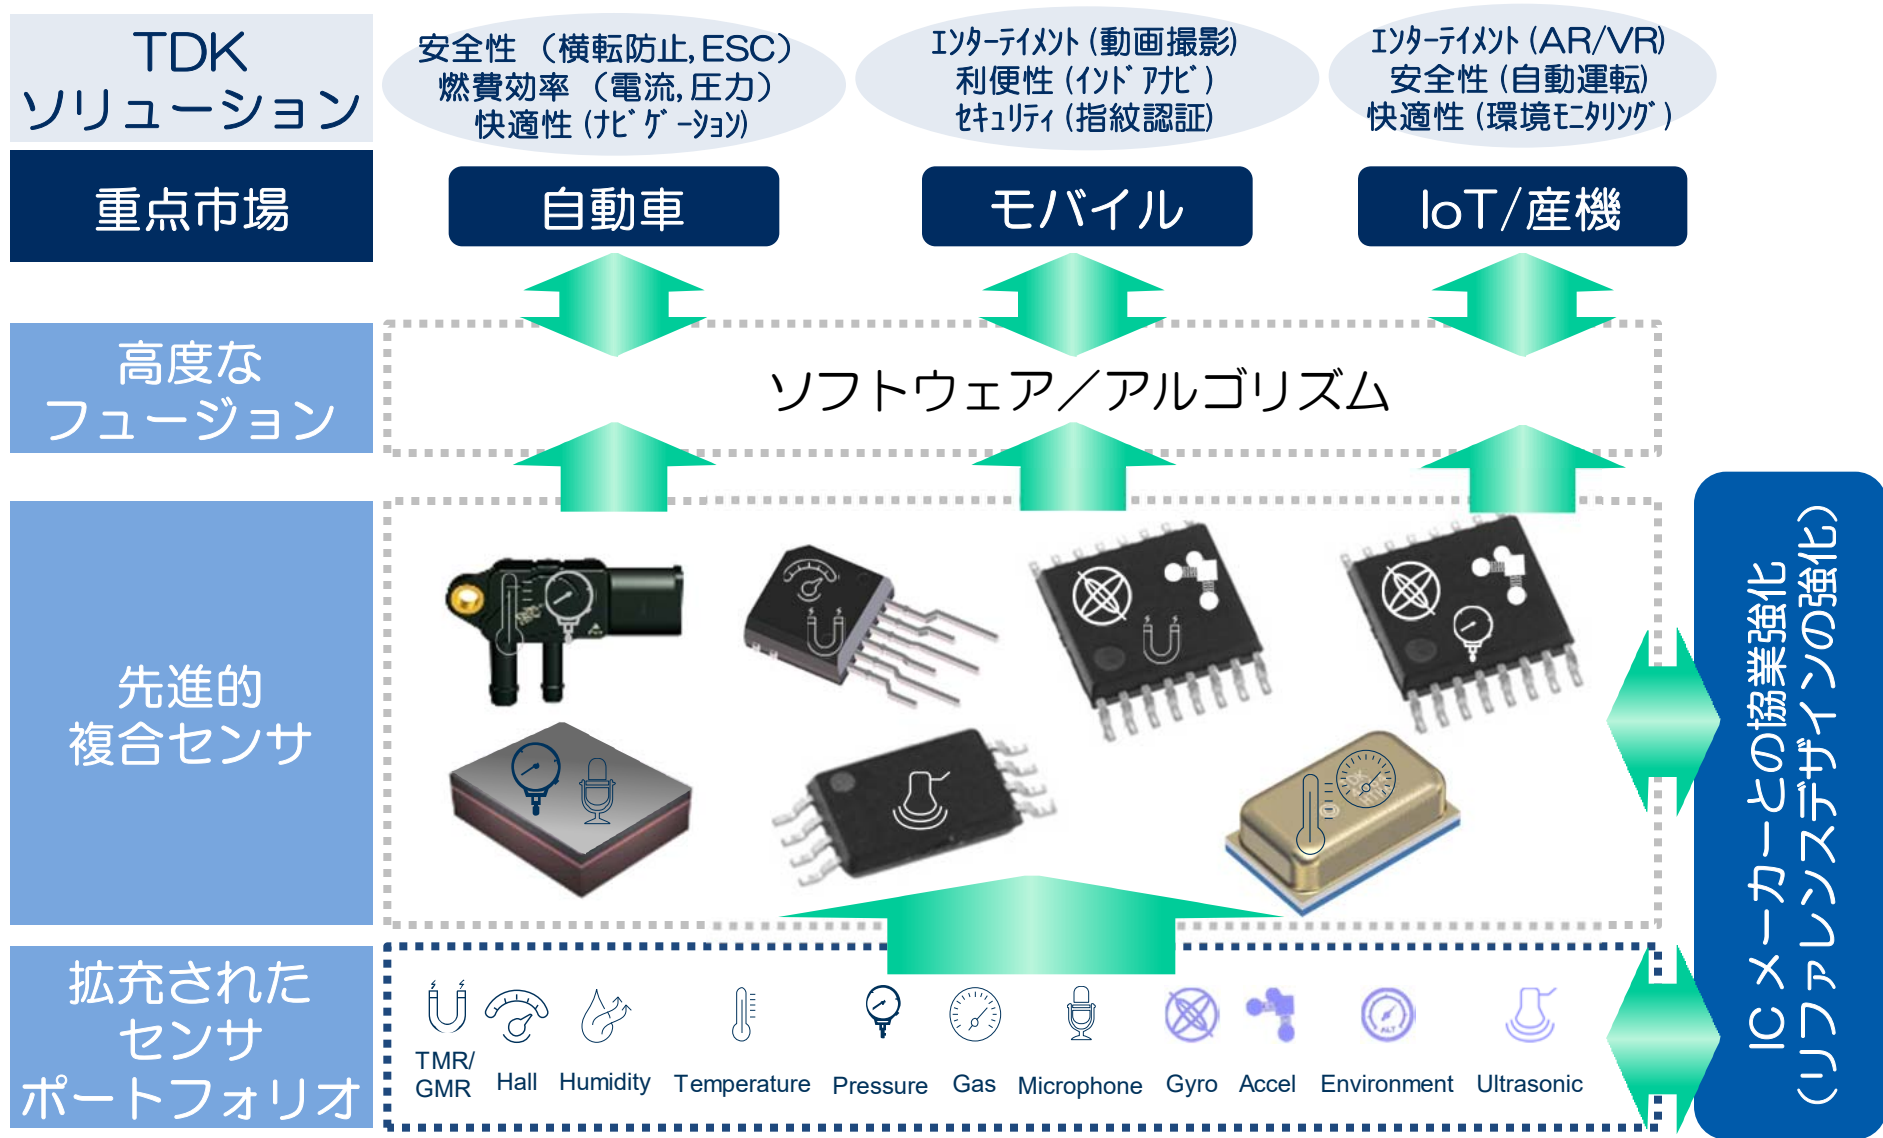 TDK
ソリューション
安全性 （横転防止, ESC）
燃費効率 （電流, 圧力）
快適性 (ﾅﾋﾞｹﾞｰｼｮﾝ)
ｴﾝﾀｰﾃｲﾒﾝﾄ (動画撮影)
利便性 (ｲﾝﾄﾞｱﾅﾋﾞ)
ｾｷｭﾘﾃｨ (指紋認証)
ｴﾝﾀｰﾃｲﾒﾝﾄ (AR/VR)
安全性 (自動運転)
快適性 (環境ﾓﾆﾀﾘﾝｸﾞ)
重点市場
自動車
モバイル
IoT/産機
高度な
フュージョン
ソフトウェア／アルゴリズム
先進的
複合センサ
拡充された
センサ
ポートフォリオ
TMR/
GMR
Hall
Humidity
Temperature
Pressure
Gas
Microphone
Gyro
Accel
ALT
Environment
Ultrasonic
IC メーカーとの協業強化
（リファレンスデザインの強化）